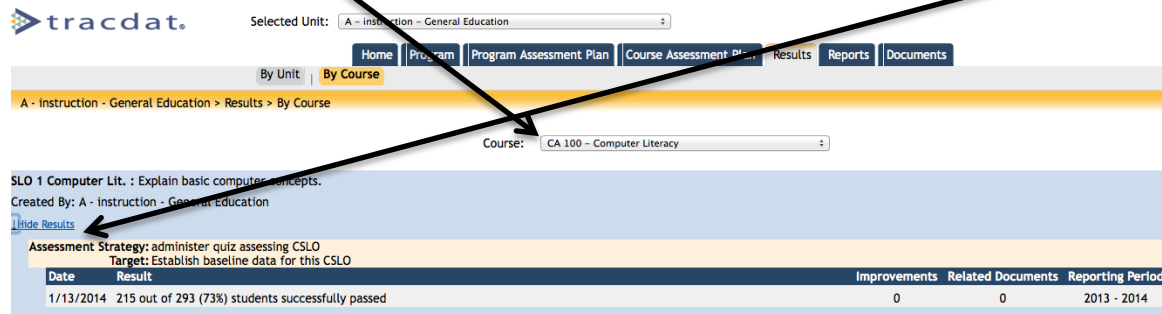 tracdat.
Selected Unit: A - instruction - General Education
Home Program Program Assessment Plan Course Assessment Plan Results Reports Documents
By Unit | By Course
A - instruction - General Education > Results > By Course
Course: CA 100 - Computer Literacy
SLO 1 Computer Lit. : Explain basic computer concepts.
Created By: A - instruction - General Education
Hide Results
Assessment Strategy: administer quiz assessing CSLO
Target: Establish baseline data for this CSLO
Date Result Improvements Related Documents Reporting Period
1/13/2014 215 out of 293 (73%) students successfully passed 0 0 2013 - 2014